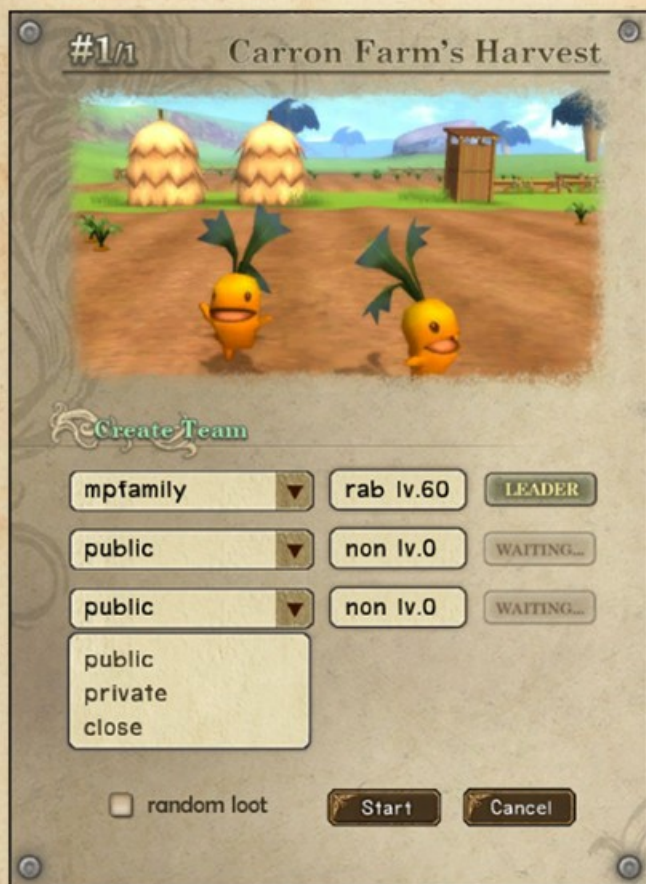 #1/1 Carron Farm's Harvest
Create Team
mpfamily rab lv.60 LEADER
public non lv.0 WAITING...
public non lv.0 WAITING...
public
private
close
random loot Start Cancel